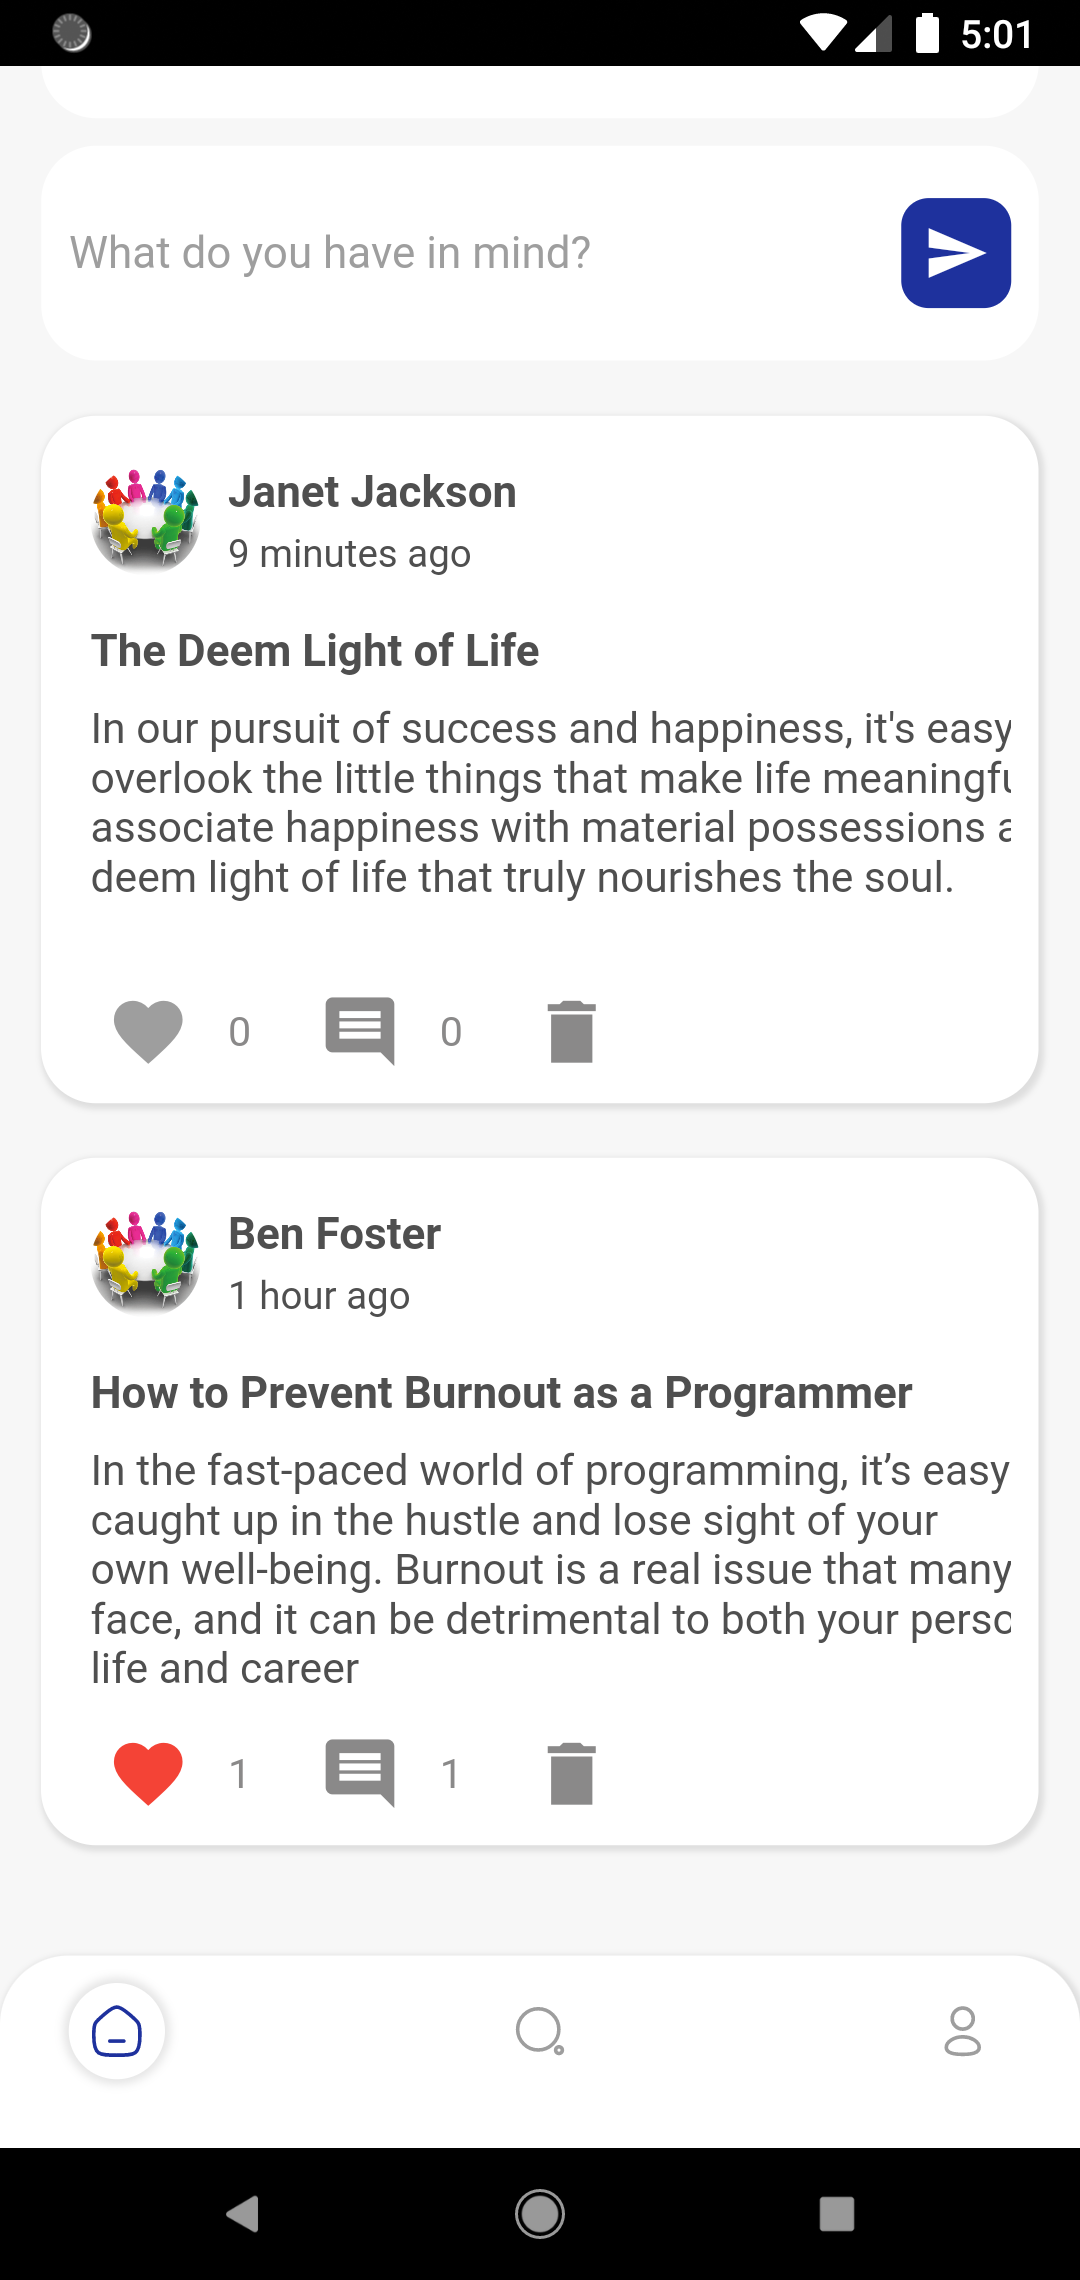 5:01
What do you have in mind?
Janet Jackson
9 minutes ago
The Deem Light of Life
In our pursuit of success and happiness, it's easy
overlook the little things that make life
associate happiness with material possessions
deem light of life that truly nourishes the soul.
0 0
Ben Foster
1 hour ago
How to Prevent Burnout as a Programmer
In the fast-paced world of programming, it’s easy
caught up in the hustle and lose sight of your
own well-being. Burnout is a real issue that many
face, and it can be detrimental to both your
life and career
1 1